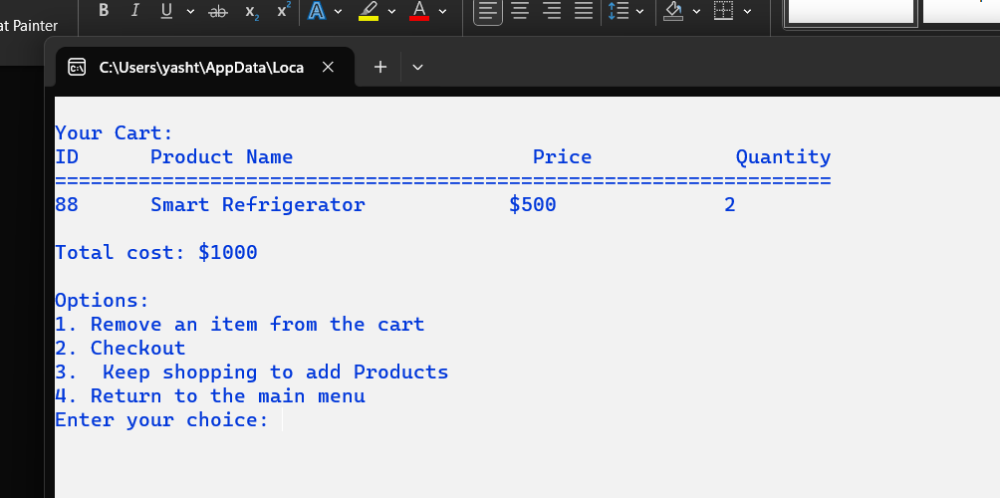 at Painter
B I U ab x2 x2 A A
C:\Users\yasht\AppData\Loca
Your Cart:
ID Product Name Price Quantity
=================================================================
88 Smart Refrigerator $500 2
Total cost: $1000
Options:
1. Remove an item from the cart
2. Checkout
3.  Keep shopping to add Products
4. Return to the main menu
Enter your choice: